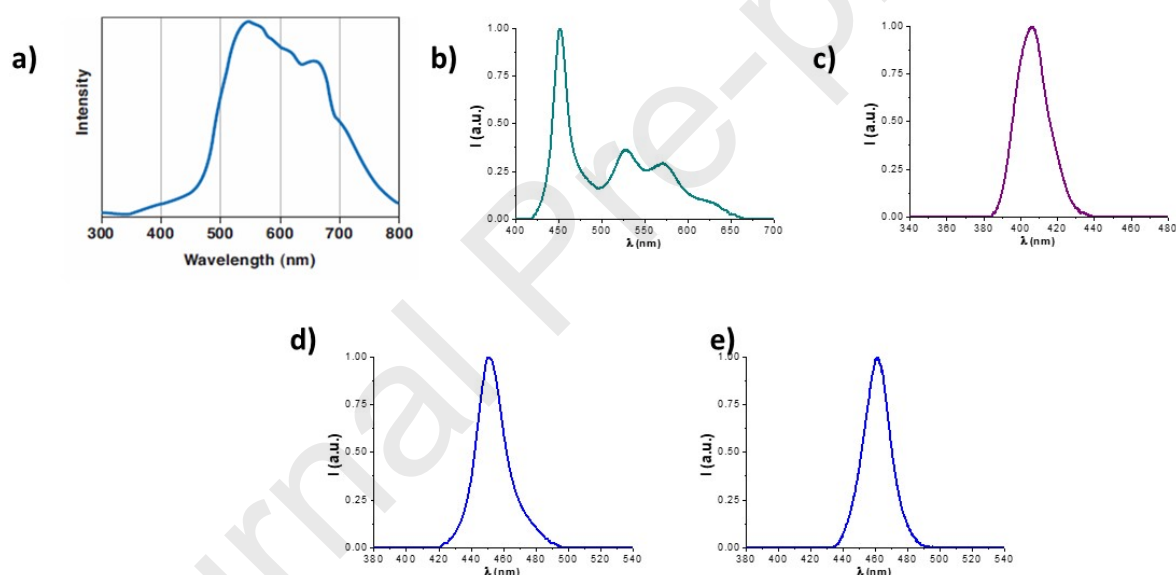 a)
Intensity
300 400 500 600 700 800
Wavelength (nm)
b)
I (a.u.)
1.00
0.75
0.50
0.25
0.00
400 450 500 550 600 650 700
λ (nm)
c)
I (a.u.)
1.00
0.75
0.50
0.25
0.00
340 360 380 400 420 440 460 480
λ (nm)
d)
I (a.u.)
1.00
0.75
0.50
0.25
0.00
380 400 420 440 460 480 500 520 540
λ (nm)
e)
I (a.u.)
1.00
0.75
0.50
0.25
0.00
380 400 420 440 460 480 500 520 540
λ (nm)
urnal Pre-p